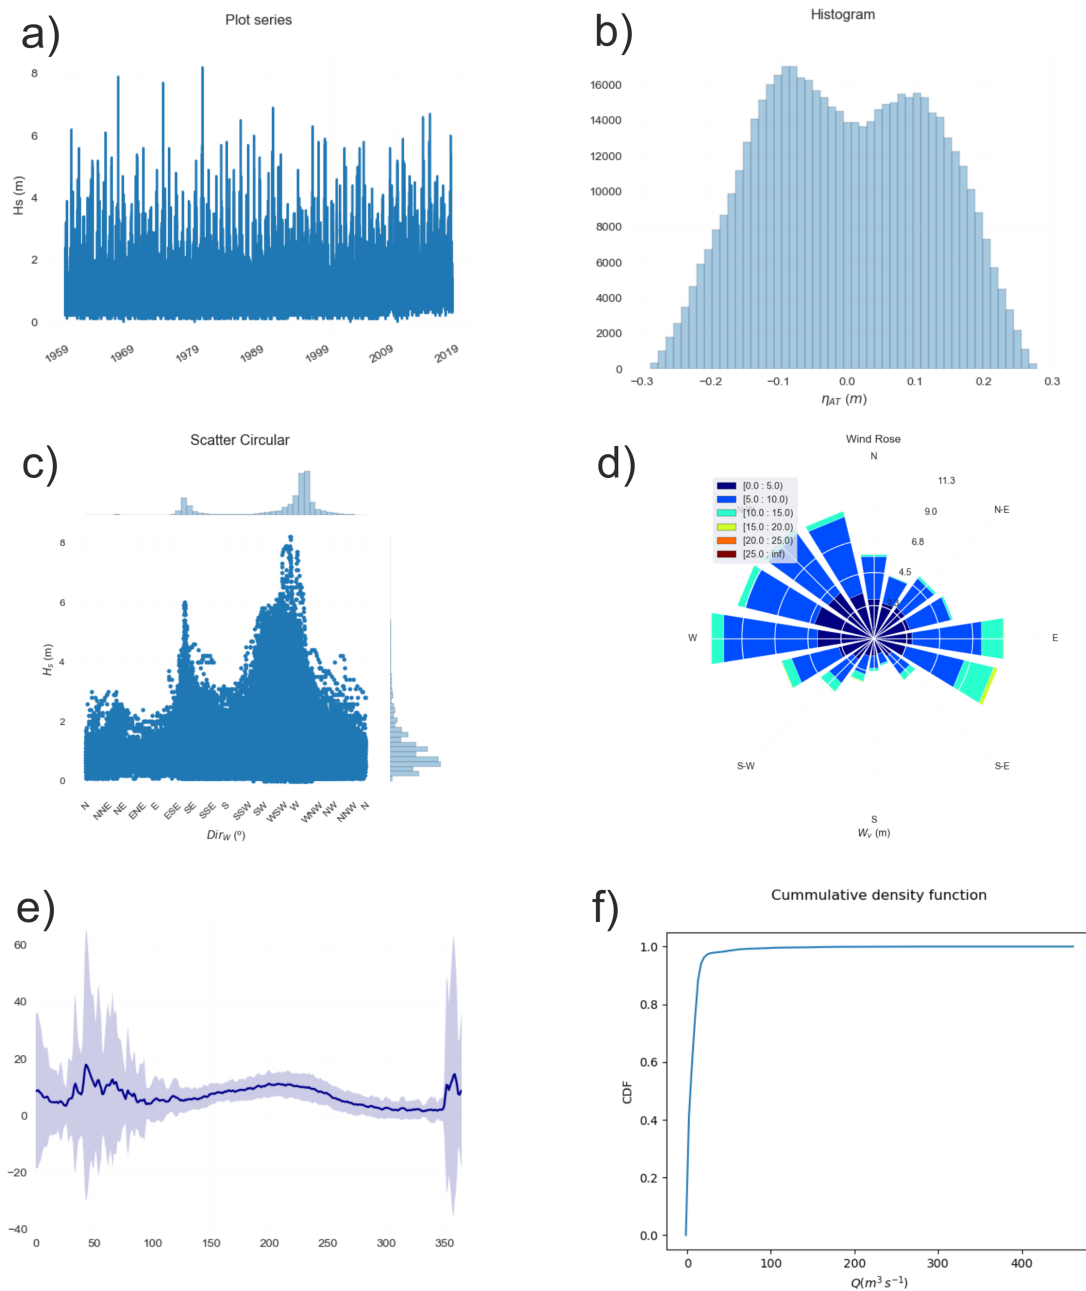 a)
Plot series
Hs (m)
8
6
4
2
0
1959
1969
1979
1989
1999
2009
2019
b)
Histogram
16000
14000
12000
10000
8000
6000
4000
2000
0
−0.3
−0.2
−0.1
0.0
0.1
0.2
0.3
η_AT (m)
c)
Scatter Circular
H_s (m)
8
6
4
2
0
N
NNE
NE
ENE
E
ESE
SE
SSE
S
SSW
SW
WSW
W
WNW
NW
NNW
N
Dir_W (º)
d)
Wind Rose
N
[0.0 : 5.0)
[5.0 : 10.0)
[10.0 : 15.0)
[15.0 : 20.0)
[20.0 : 25.0)
[25.0 : inf)
11.3
9.0
6.8
4.5
N-E
W
E
S-W
S-E
S
W_v (m)
e)
60
40
20
0
−20
−40
0
50
100
150
200
250
300
350
f)
Cummulative density function
CDF
1.0
0.8
0.6
0.4
0.2
0.0
0
100
200
300
400
Q(m³ s⁻¹)